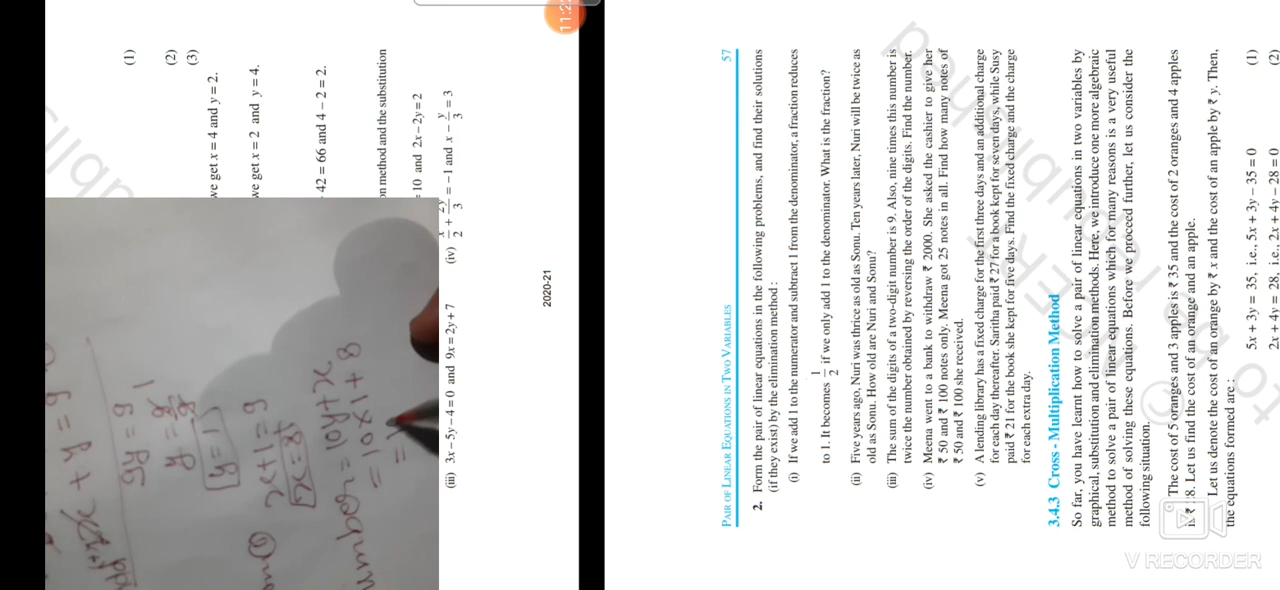 11:2
(1)
(2)
(3)
we get x = 4 and y = 2.
we get x = 2 and y = 4.
42 = 66 and 4 – 2 = 2.
on method and the substitution
10 and 2x – 2y = 2
(iii) 3x – 5y – 4 = 0 and 9x = 2y + 7
(iv) x/2 + 2y/3 = –1 and x – y/3 = 3
2020-21
x + y = 9
9y = 9
y = 9/9 1
y = 1
x + 1 = 9
x = 8
number = 10y + x
= 10 x 1 + 8
PAIR OF LINEAR EQUATIONS IN TWO VARIABLES 57
2. Form the pair of linear equations in the following problems, and find their solutions
(if they exist) by the elimination method :
(i) If we add 1 to the numerator and subtract 1 from the denominator, a fraction reduces
to 1. It becomes 1/2 if we only add 1 to the denominator. What is the fraction?
(ii) Five years ago, Nuri was thrice as old as Sonu. Ten years later, Nuri will be twice as
old as Sonu. How old are Nuri and Sonu?
(iii) The sum of the digits of a two-digit number is 9. Also, nine times this number is
twice the number obtained by reversing the order of the digits. Find the number.
(iv) Meena went to a bank to withdraw ₹ 2000. She asked the cashier to give her
₹ 50 and ₹ 100 notes only. Meena got 25 notes in all. Find how many notes of
₹ 50 and ₹ 100 she received.
(v) A lending library has a fixed charge for the first three days and an additional charge
for each day thereafter. Saritha paid ₹ 27 for a book kept for seven days, while Susy
paid ₹ 21 for the book she kept for five days. Find the fixed charge and the charge
for each extra day.
3.4.3 Cross - Multiplication Method
So far, you have learnt how to solve a pair of linear equations in two variables by
graphical, substitution and elimination methods. Here, we introduce one more algebraic
method to solve a pair of linear equations which for many reasons is a very useful
method of solving these equations. Before we proceed further, let us consider the
following situation.
The cost of 5 oranges and 3 apples is ₹ 35 and the cost of 2 oranges and 4 apples
is ₹ 28. Let us find the cost of an orange and an apple.
Let us denote the cost of an orange by ₹ x and the cost of an apple by ₹ y. Then,
the equations formed are :
5x + 3y = 35, i.e., 5x + 3y – 35 = 0 (1)
2x + 4y = 28, i.e., 2x + 4y – 28 = 0 (2)
© NCERT
to be republished
V RECORDER